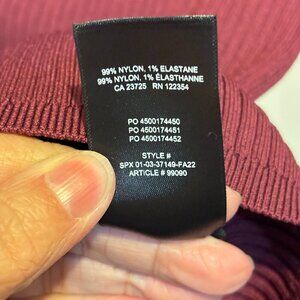 99% NYLON, 1% ELASTANE
99% NYLON, 1% ÉLASTHANNE
CA 23725 RN 122354
PO 4500174450
PO 4500174451
PO 4500174452
STYLE #
SPX 01-03-37149-FA22
ARTICLE # 99090